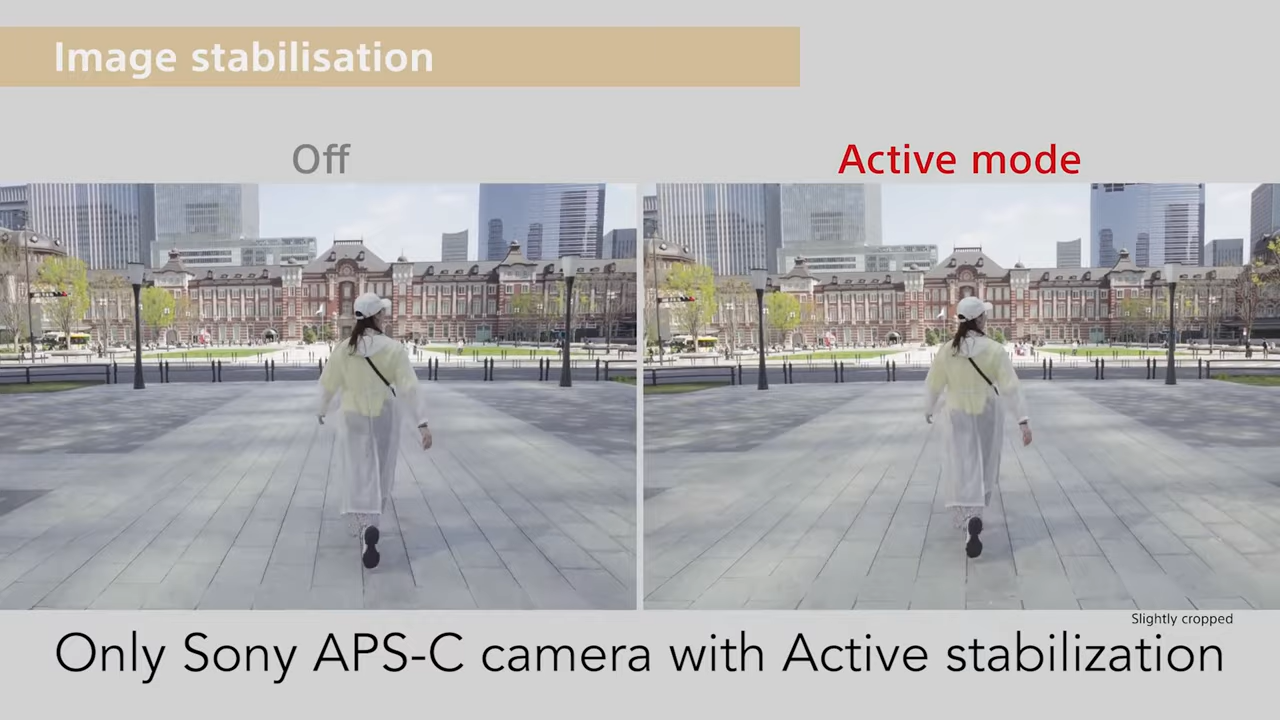 Image stabilisation
Off
Active mode
Slightly cropped
Only Sony APS-C camera with Active stabilization